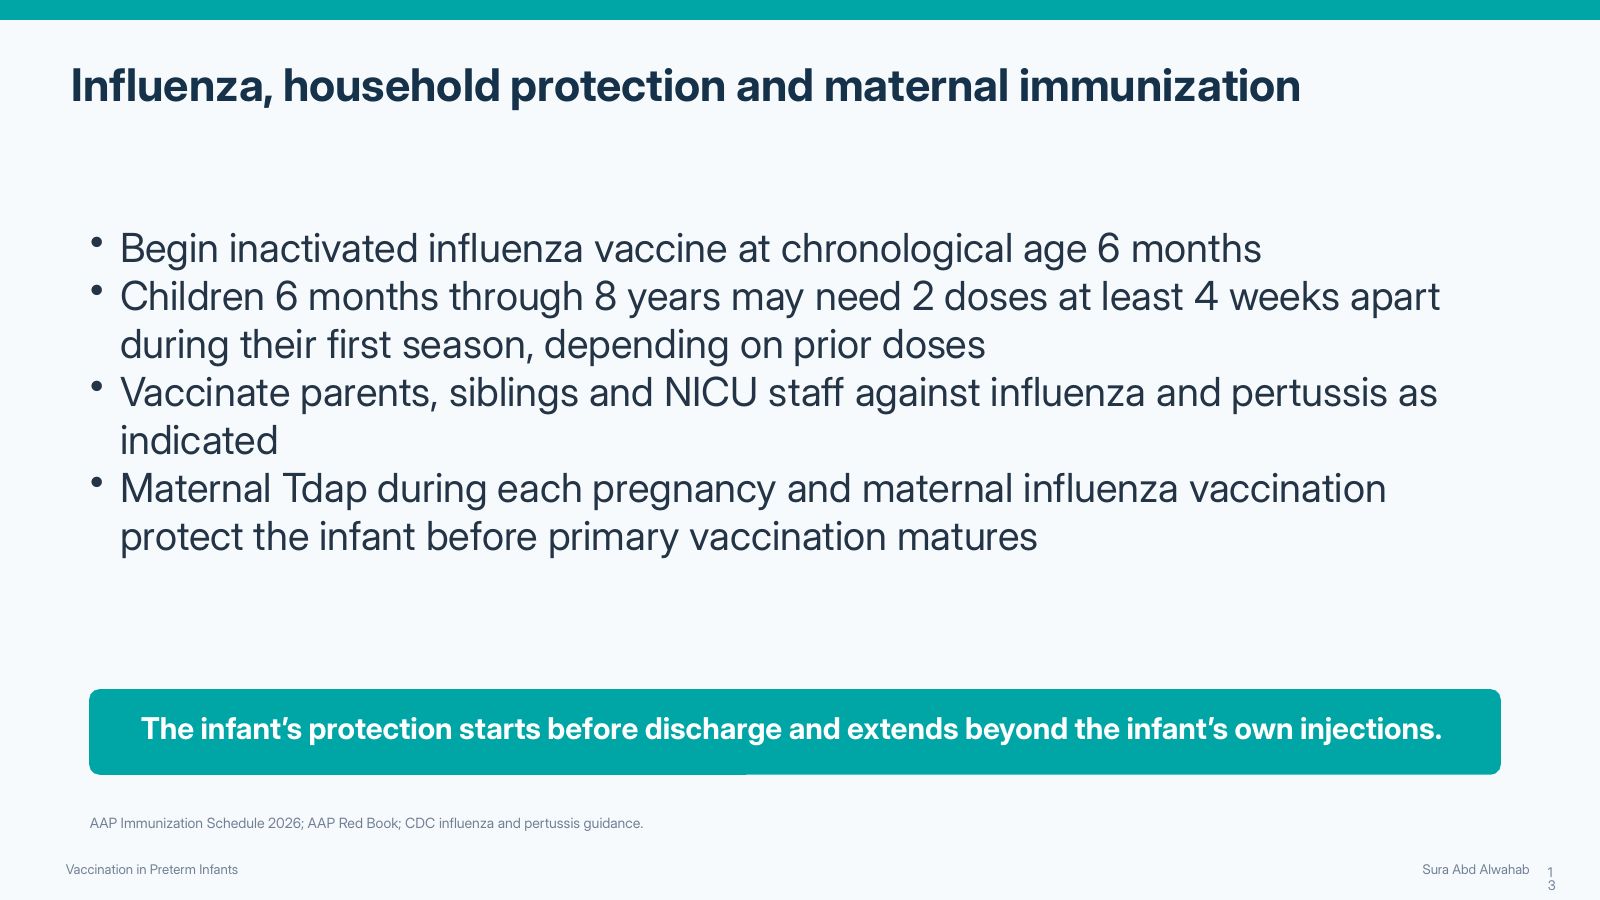 Influenza, household protection and maternal immunization
• Begin inactivated influenza vaccine at chronological age 6 months
• Children 6 months through 8 years may need 2 doses at least 4 weeks apart
during their first season, depending on prior doses
• Vaccinate parents, siblings and NICU staff against influenza and pertussis as
indicated
• Maternal Tdap during each pregnancy and maternal influenza vaccination
protect the infant before primary vaccination matures
The infant’s protection starts before discharge and extends beyond the infant’s own injections.
AAP Immunization Schedule 2026; AAP Red Book; CDC influenza and pertussis guidance.
Vaccination in Preterm Infants
Sura Abd Alwahab
1
3